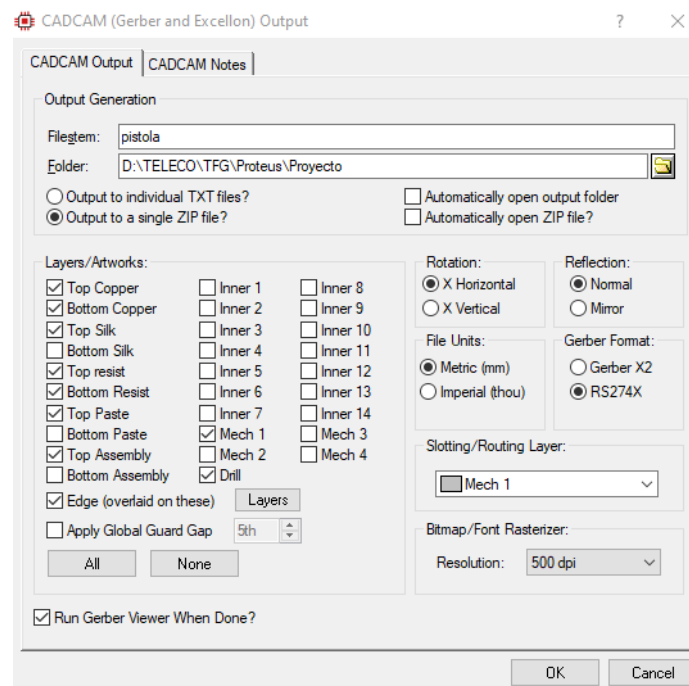 CADCAM (Gerber and Excellon) Output ?
CADCAM Output CADCAM Notes
Output Generation
Filestem: pistola
Folder: D:\TELECO\TFG\Proteus\Proyecto
Output to individual TXT files? Automatically open output folder
Output to a single ZIP file? Automatically open ZIP file?
Layers/Artworks:
Top Copper Inner 1 Inner 8
Bottom Copper Inner 2 Inner 9
Top Silk Inner 3 Inner 10
Bottom Silk Inner 4 Inner 11
Top resist Inner 5 Inner 12
Bottom Resist Inner 6 Inner 13
Top Paste Inner 7 Inner 14
Bottom Paste Mech 1 Mech 3
Top Assembly Mech 2 Mech 4
Bottom Assembly Drill
Edge (overlaid on these) Layers
Apply Global Guard Gap 5th
All None
Rotation:
X Horizontal
X Vertical
Reflection:
Normal
Mirror
File Units:
Metric (mm)
Imperial (thou)
Gerber Format:
Gerber X2
RS274X
Slotting/Routing Layer:
Mech 1
Bitmap/Font Rasterizer:
Resolution: 500 dpi
Run Gerber Viewer When Done?
OK Cancel